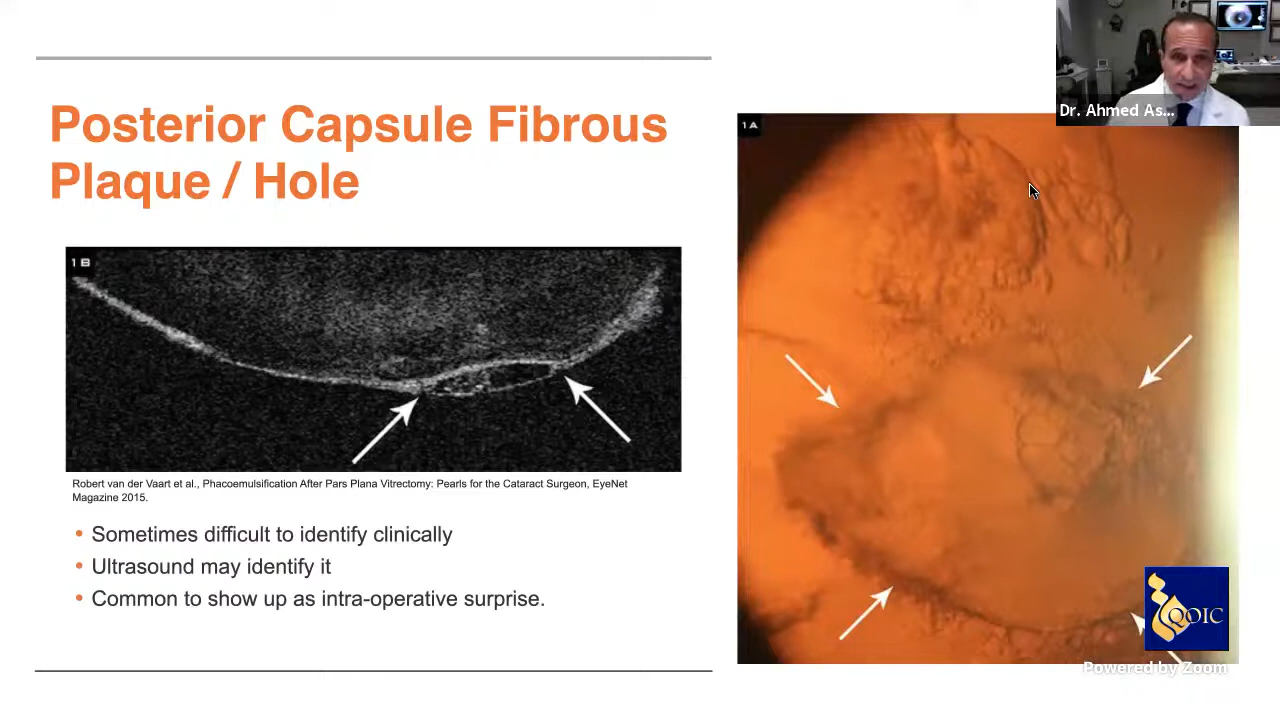 Posterior Capsule Fibrous
Plaque / Hole
1 B
Robert van der Vaart et al., Phacoemulsification After Pars Plana Vitrectomy: Pearls for the Cataract Surgeon, EyeNet
Magazine 2015.
• Sometimes difficult to identify clinically
• Ultrasound may identify it
• Common to show up as intra-operative surprise.
1 A
Dr. Ahmed As...
QOIC
Powered by Zoom